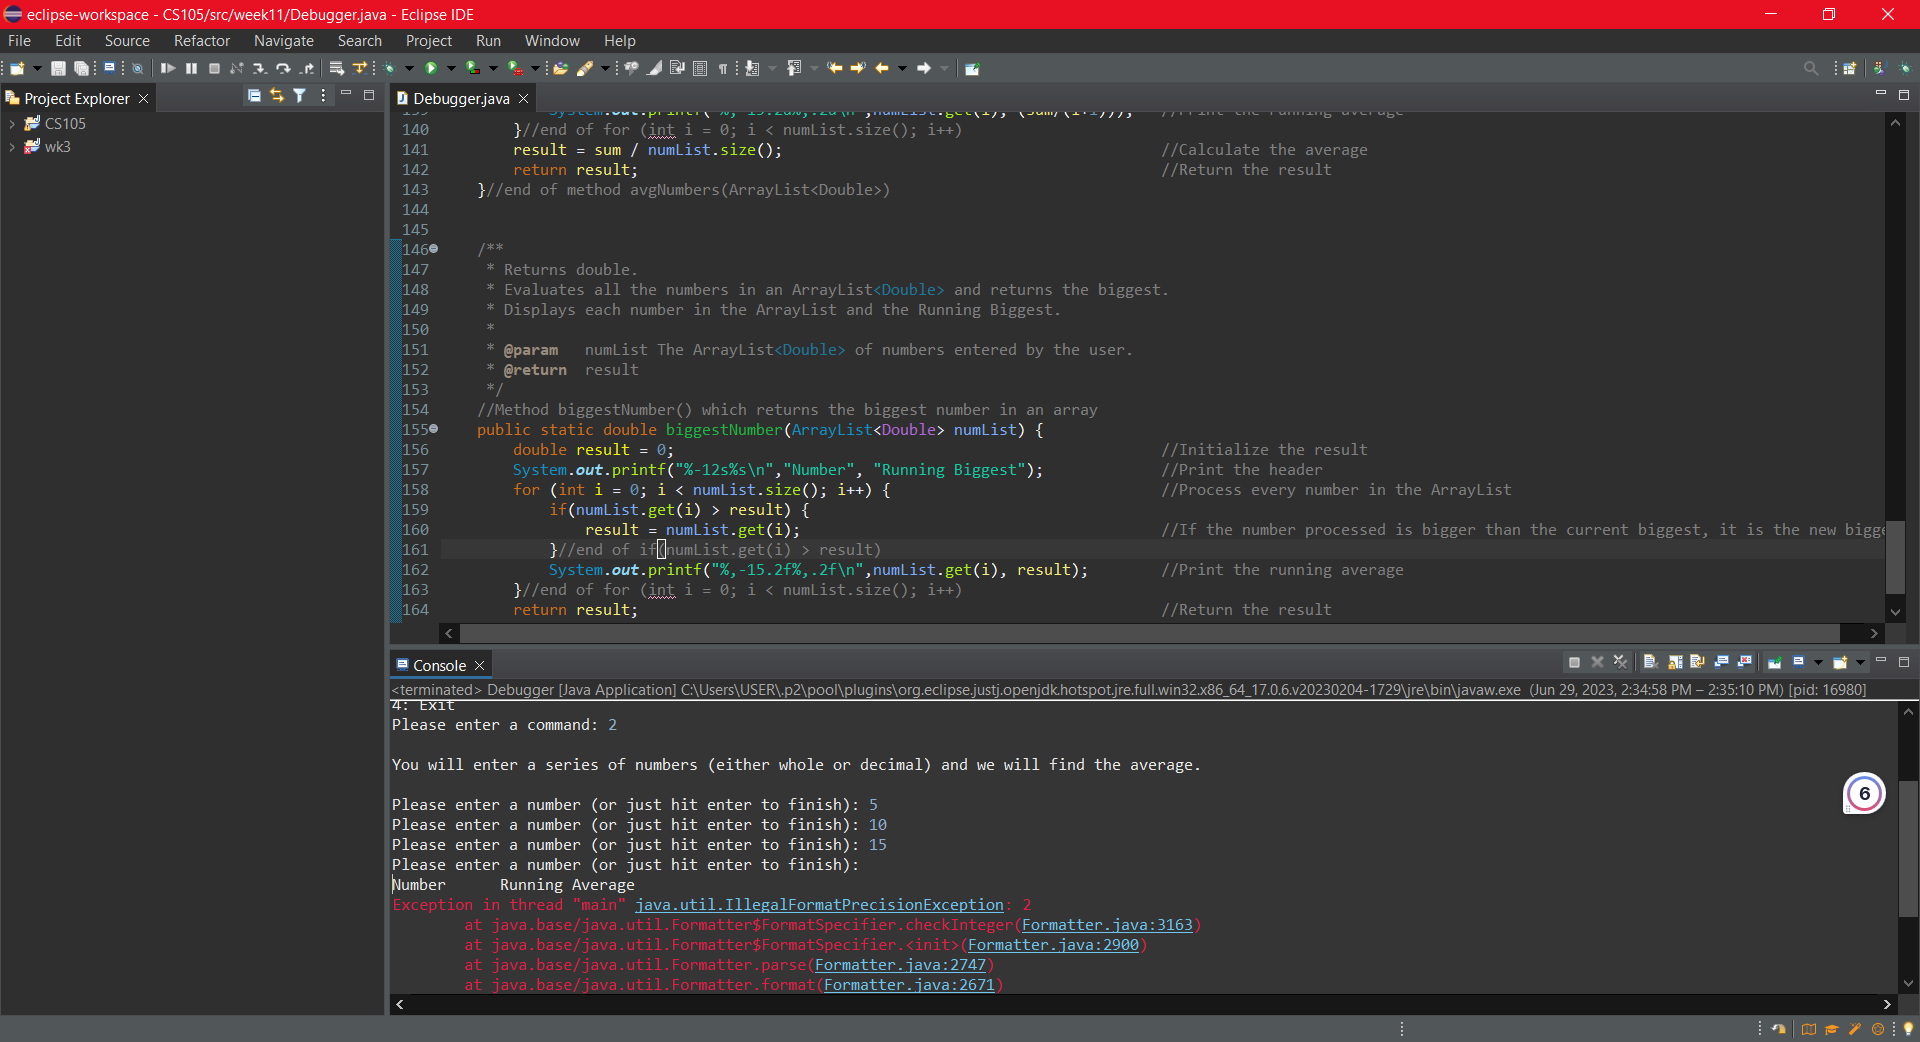 eclipse-workspace - CS105/src/week11/Debugger.java - Eclipse IDE
File Edit Source Refactor Navigate Search Project Run Window Help
Project Explorer
CS105
wk3
Debugger.java
140 }//end of for (int i = 0; i < numList.size(); i++)
141 result = sum / numList.size(); //Calculate the average
142 return result; //Return the result
143 }//end of method avgNumbers(ArrayList<Double>)
144
145
146 /**
147 * Returns double.
148 * Evaluates all the numbers in an ArrayList<Double> and returns the biggest.
149 * Displays each number in the ArrayList and the Running Biggest.
150 *
151 * @param numList The ArrayList<Double> of numbers entered by the user.
152 * @return result
153 */
154 //Method biggestNumber() which returns the biggest number in an array
155 public static double biggestNumber(ArrayList<Double> numList) {
156 double result = 0; //Initialize the result
157 System.out.printf("%-12s%s\n","Number", "Running Biggest"); //Print the header
158 for (int i = 0; i < numList.size(); i++) { //Process every number in the ArrayList
159 if(numList.get(i) > result) {
160 result = numList.get(i); //If the number processed is bigger than the current biggest, it is the new bigge
161 }//end of if(numList.get(i) > result)
162 System.out.printf("%,-15.2f%,.2f\n",numList.get(i), result); //Print the running average
163 }//end of for (int i = 0; i < numList.size(); i++)
164 return result; //Return the result
Console
<terminated> Debugger [Java Application] C:\Users\USER\.p2\pool\plugins\org.eclipse.justj.openjdk.hotspot.jre.full.win32.x86_64_17.0.6.v20230204-1729\jre\bin\javaw.exe (Jun 29, 2023, 2:34:58 PM – 2:35:10 PM) [pid: 16980]
4: Exit
Please enter a command: 2
You will enter a series of numbers (either whole or decimal) and we will find the average.
Please enter a number (or just hit enter to finish): 5
Please enter a number (or just hit enter to finish): 10
Please enter a number (or just hit enter to finish): 15
Please enter a number (or just hit enter to finish):
Number Running Average
Exception in thread "main" java.util.IllegalFormatPrecisionException: 2
at java.base/java.util.Formatter$FormatSpecifier.checkInteger(Formatter.java:3163)
at java.base/java.util.Formatter$FormatSpecifier.<init>(Formatter.java:2900)
at java.base/java.util.Formatter.parse(Formatter.java:2747)
at java.base/java.util.Formatter.format(Formatter.java:2671)
6